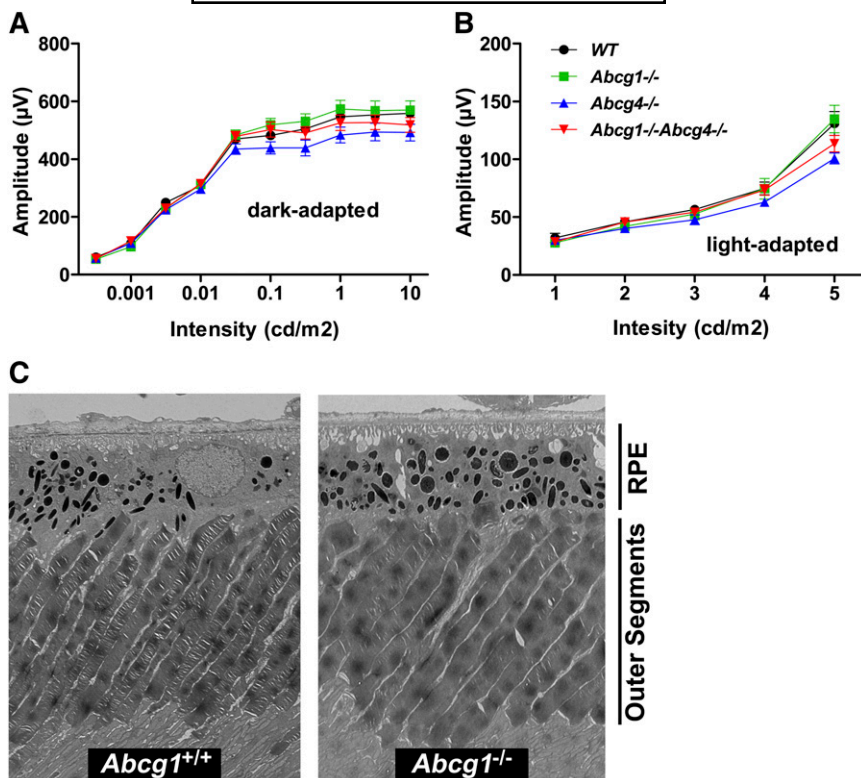 A
Amplitude (µV)
800
600
400
200
0
dark-adapted
0.001 0.01 0.1 1 10
Intensity (cd/m2)
B
Amplitude (µV)
200
150
100
50
0
WT
Abcg1-/-
Abcg4-/-
Abcg1-/-Abcg4-/-
light-adapted
1 2 3 4 5
Intesity (cd/m2)
C
RPE
Outer Segments
Abcg1+/+
Abcg1-/-